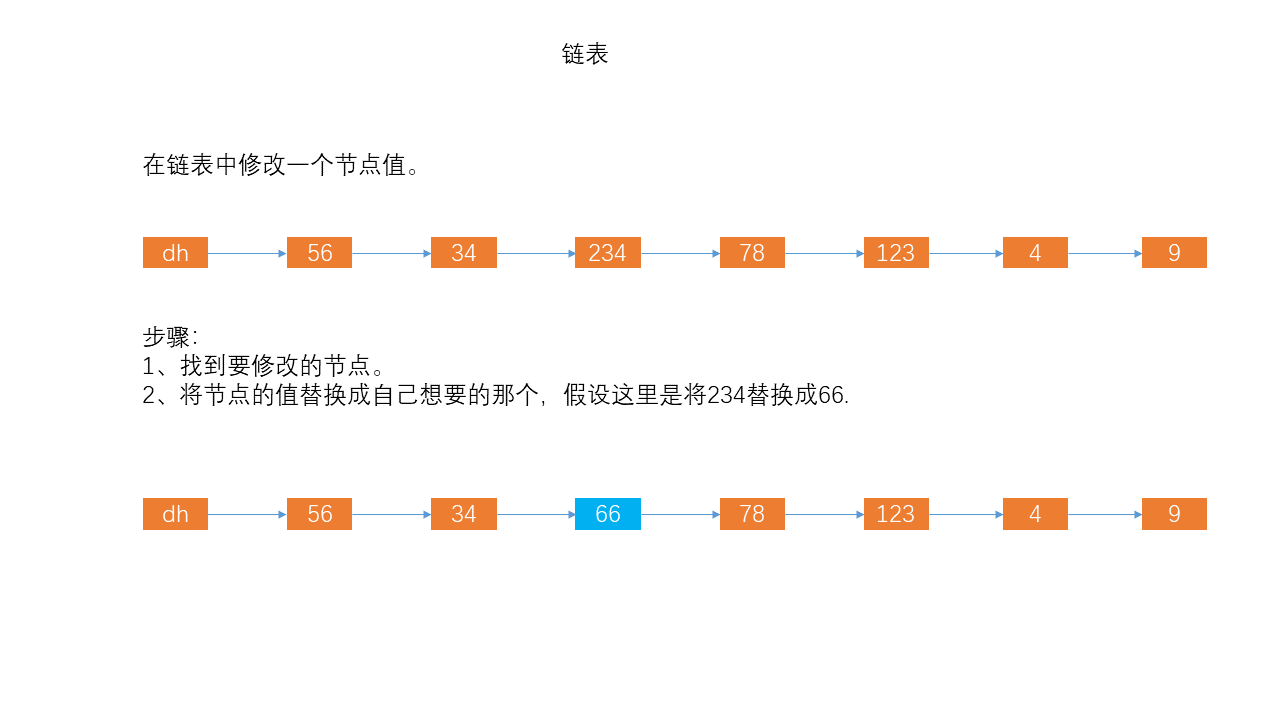 链表
在链表中修改一个节点值。
dh 56 34 234 78 123 4 9
步骤：
1、找到要修改的节点。
2、将节点的值替换成自己想要的那个，假设这里是将234替换成66.
dh 56 34 66 78 123 4 9